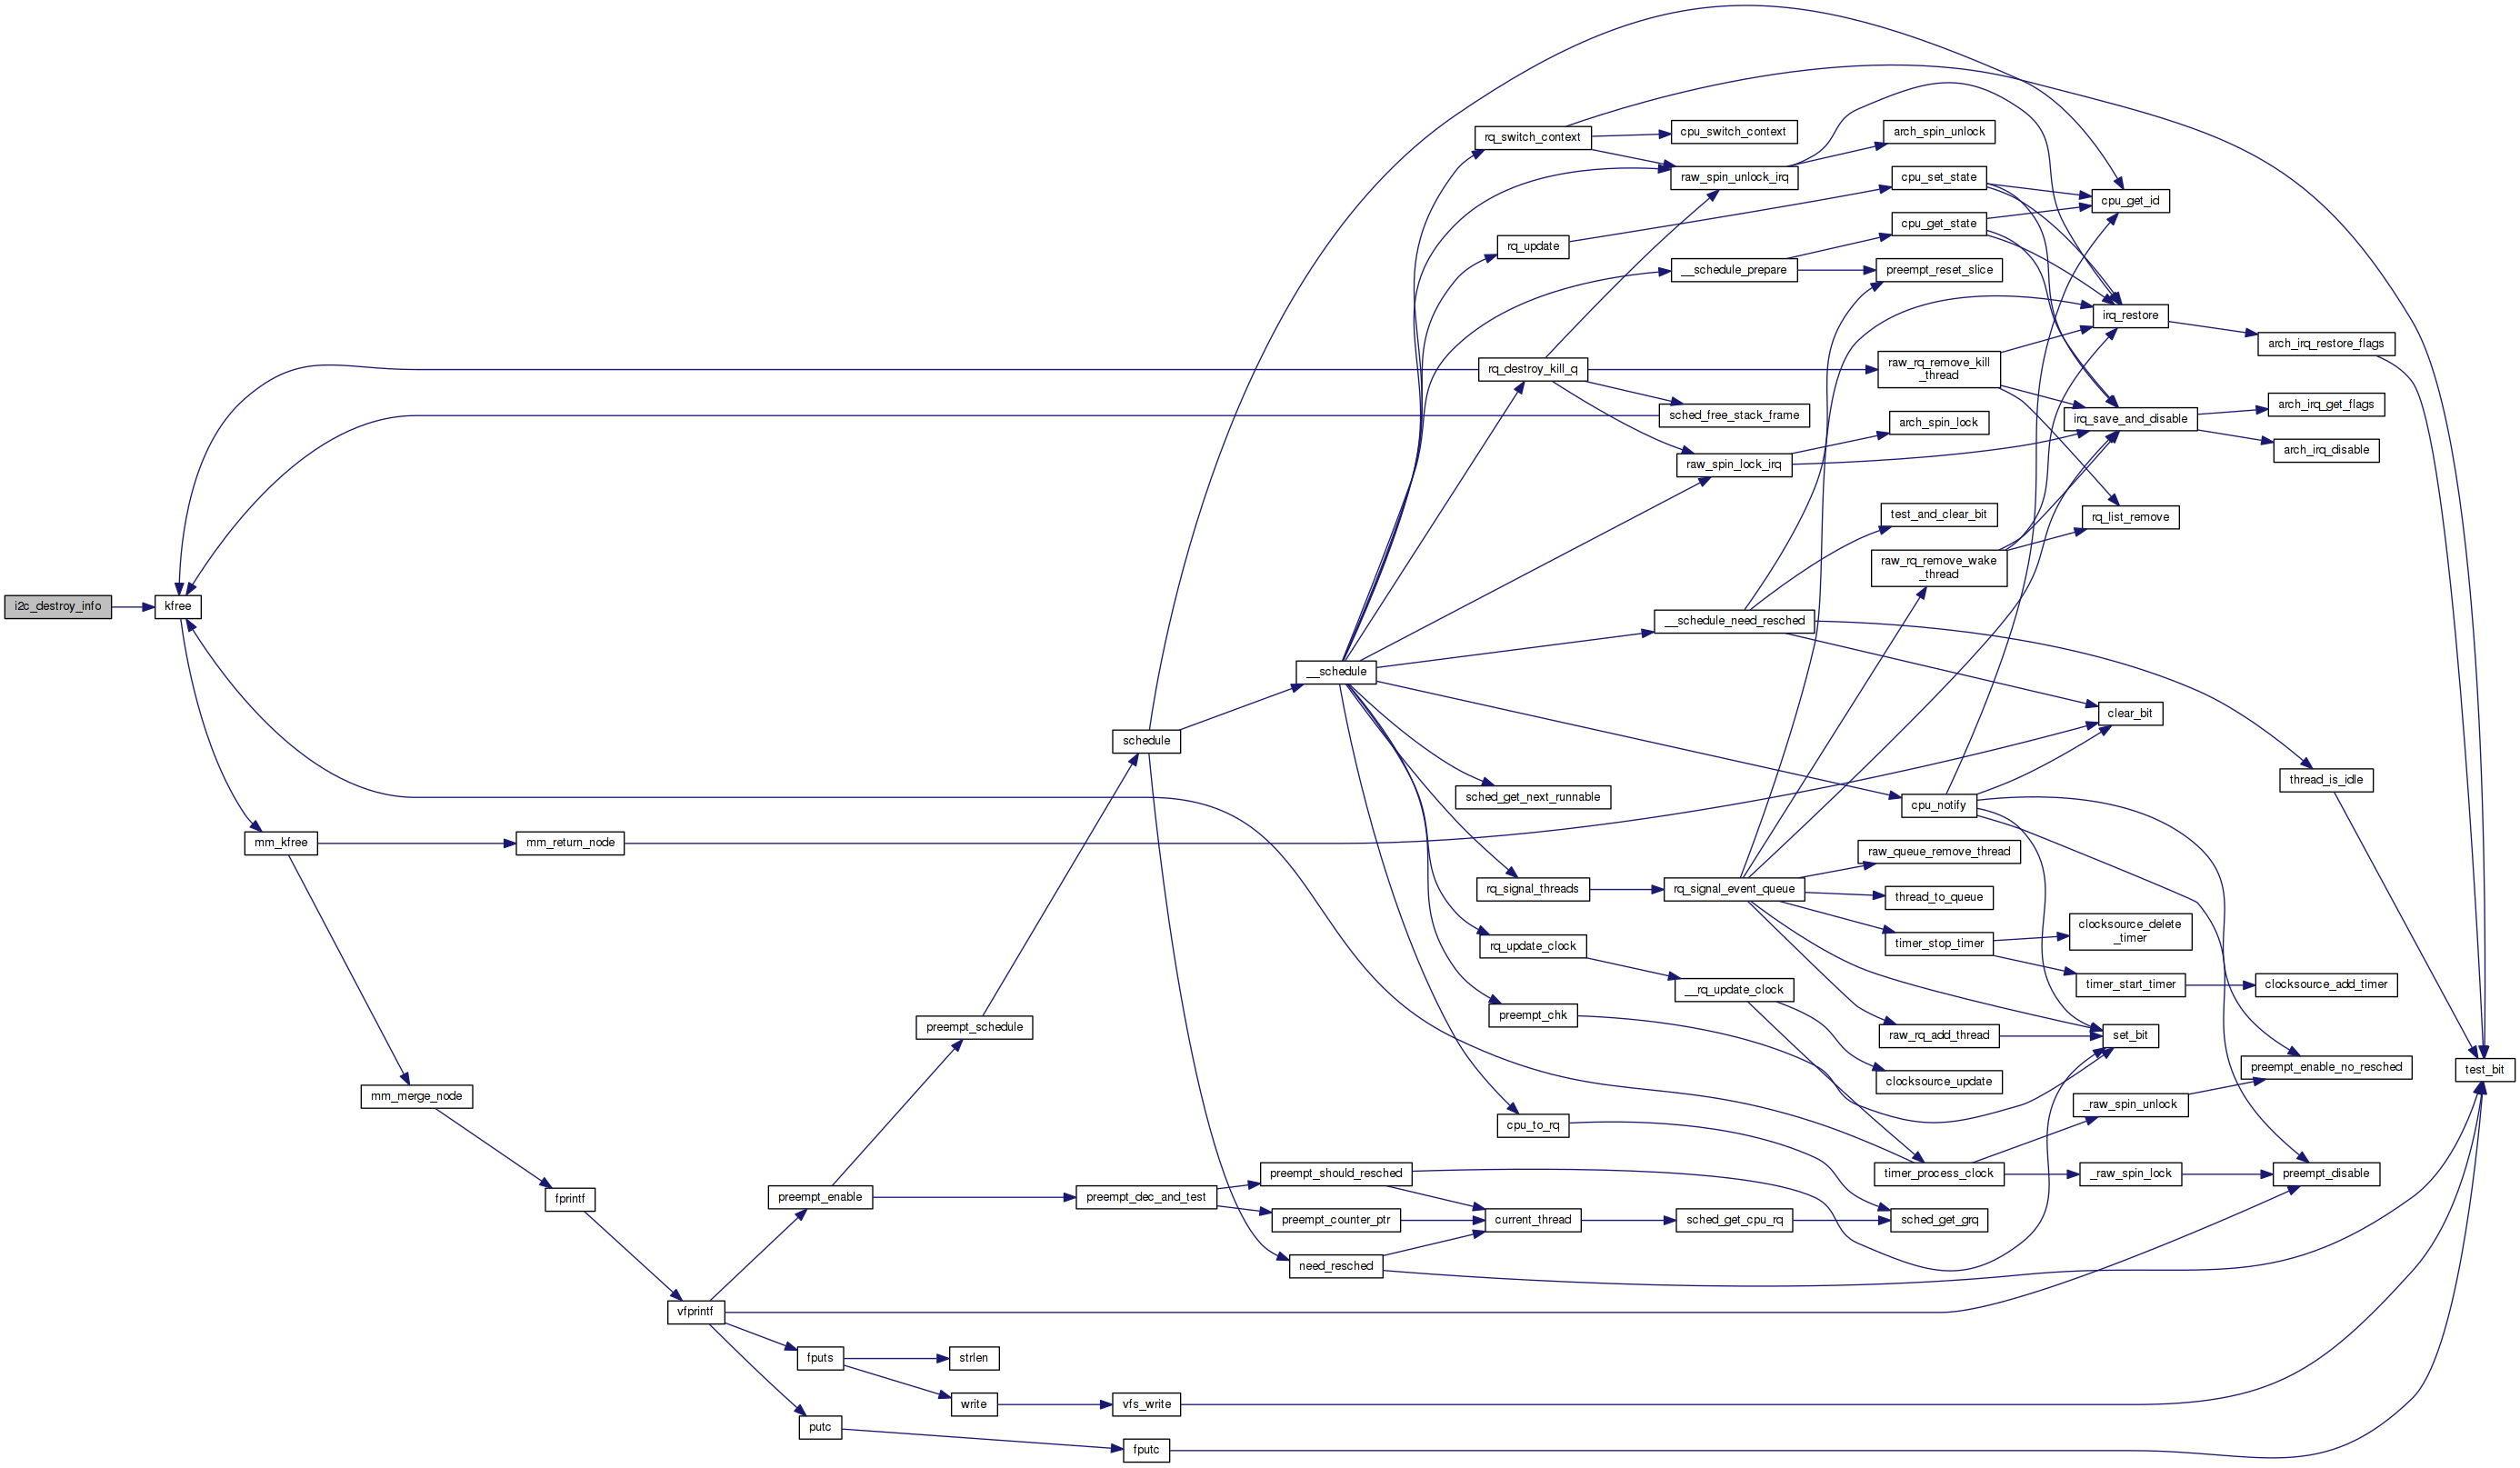 i2c_destroy_info
kfree
mm_kfree
mm_merge_node
mm_return_node
fprintf
vfprintf
preempt_enable
fputs
putc
preempt_schedule
strlen
write
schedule
preempt_dec_and_test
vfs_write
fputc
__schedule
preempt_should_resched
preempt_counter_ptr
need_resched
rq_switch_context
rq_update
rq_destroy_kill_q
sched_get_next_runnable
rq_signal_threads
rq_update_clock
preempt_chk
cpu_to_rq
current_thread
cpu_switch_context
raw_spin_unlock_irq
__schedule_prepare
sched_free_stack_frame
raw_spin_lock_irq
__schedule_need_resched
rq_signal_event_queue
__rq_update_clock
sched_get_cpu_rq
arch_spin_unlock
cpu_set_state
cpu_get_state
preempt_reset_slice
raw_rq_remove_kill
_thread
arch_spin_lock
test_and_clear_bit
raw_rq_remove_wake
_thread
cpu_notify
raw_queue_remove_thread
thread_to_queue
timer_stop_timer
raw_rq_add_thread
clocksource_update
timer_process_clock
sched_get_grq
cpu_get_id
irq_restore
irq_save_and_disable
rq_list_remove
clear_bit
clocksource_delete
_timer
timer_start_timer
set_bit
_raw_spin_unlock
_raw_spin_lock
arch_irq_restore_flags
arch_irq_get_flags
arch_irq_disable
thread_is_idle
clocksource_add_timer
preempt_enable_no_resched
preempt_disable
test_bit